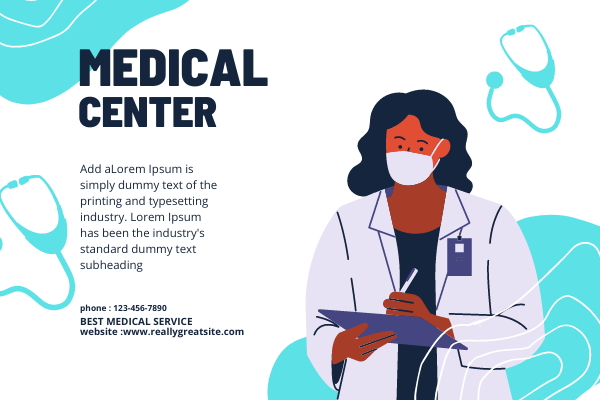 MEDICAL
CENTER
Add aLorem Ipsum is
simply dummy text of the
printing and typesetting
industry. Lorem Ipsum
has been the industry's
standard dummy text
subheading
phone : 123-456-7890
BEST MEDICAL SERVICE
website :www.reallygreatsite.com